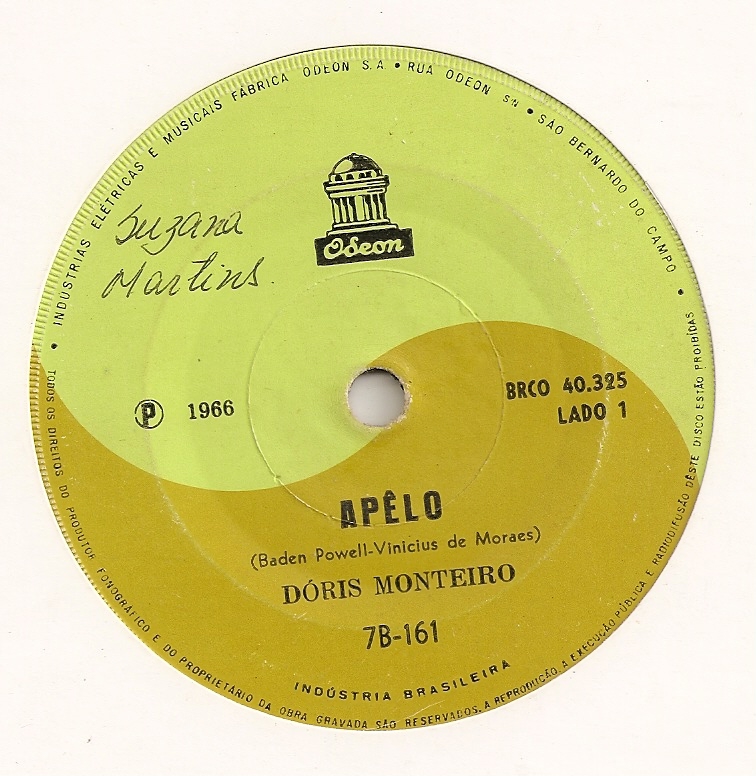 INDÚSTRIAS ELÉTRICAS E MUSICAIS FÁBRICA ODEON S.A. • RUA ODEON S/N • SÃO BERNARDO DO CAMPO •
Odeon
Suzana
Martins
℗ 1966
BRCO 40.325
LADO 1
APÊLO
(Baden Powell-Vinicius de Moraes)
DÓRIS MONTEIRO
7B-161
INDÚSTRIA BRASILEIRA
• TODOS OS DIREITOS DO PRODUTOR FONOGRÁFICO E DO PROPRIETÁRIO DA OBRA GRAVADA SÃO RESERVADOS. A REPRODUÇÃO, A EXECUÇÃO PÚBLICA E RADIODIFUSÃO DÊSTE DISCO ESTÃO PROIBIDAS